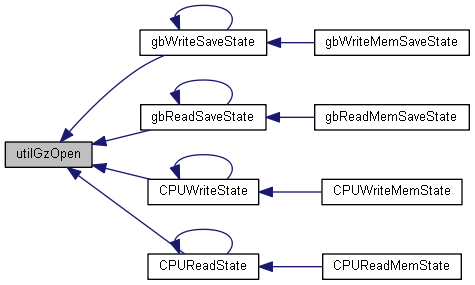 gbWriteSaveState
gbWriteMemSaveState
gbReadSaveState
gbReadMemSaveState
utilGzOpen
CPUWriteState
CPUWriteMemState
CPUReadState
CPUReadMemState